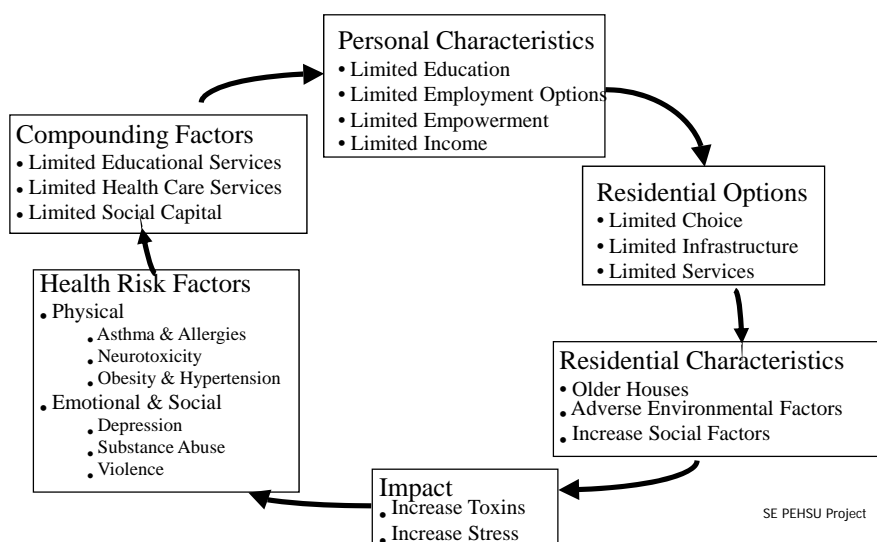 Personal Characteristics
• Limited Education
• Limited Employment Options
• Limited Empowerment
• Limited Income
Residential Options
• Limited Choice
• Limited Infrastructure
• Limited Services
Residential Characteristics
• Older Houses
• Adverse Environmental Factors
• Increase Social Factors
Impact
• Increase Toxins
• Increase Stress
Health Risk Factors
• Physical
• Asthma & Allergies
• Neurotoxicity
• Obesity & Hypertension
• Emotional & Social
• Depression
• Substance Abuse
• Violence
Compounding Factors
• Limited Educational Services
• Limited Health Care Services
• Limited Social Capital
SE PEHSU Project